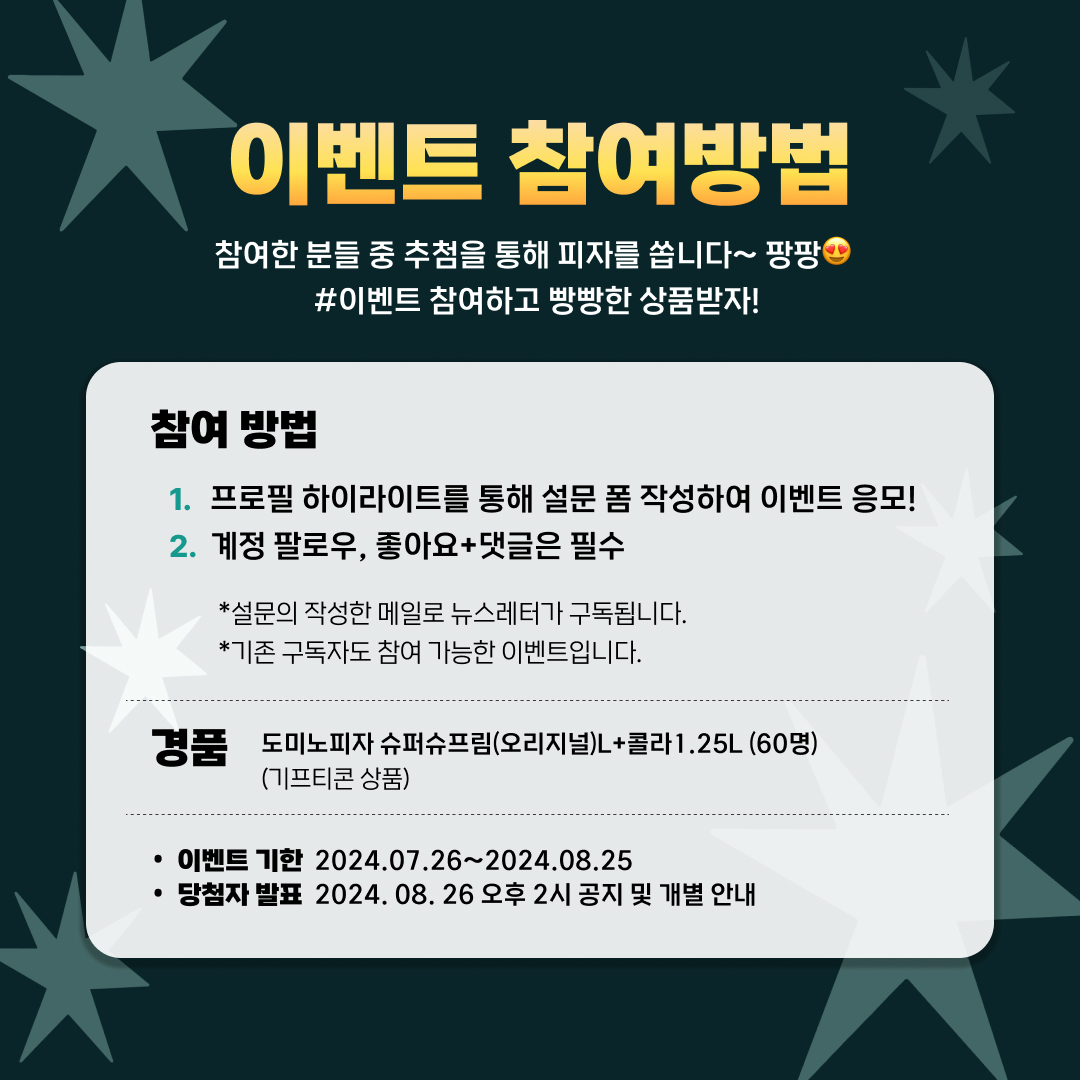 이벤트 참여방법
참여한 분들 중 추첨을 통해 피자를 쏩니다~ 팡팡😍
#이벤트 참여하고 빵빵한 상품받자!
참여 방법
1. 프로필 하이라이트를 통해 설문 폼 작성하여 이벤트 응모!
2. 계정 팔로우, 좋아요+댓글은 필수
*설문의 작성한 메일로 뉴스레터가 구독됩니다.
*기존 구독자도 참여 가능한 이벤트입니다.
경품 도미노피자 슈퍼슈프림(오리지널)L+콜라1.25L (60명)
(기프티콘 상품)
• 이벤트 기한 2024.07.26~2024.08.25
• 당첨자 발표 2024. 08. 26 오후 2시 공지 및 개별 안내